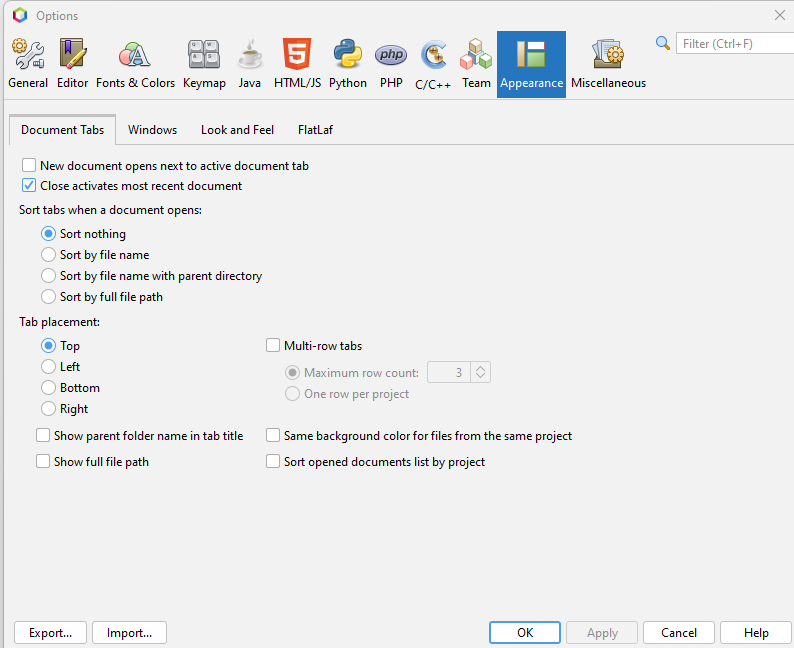 Options
General Editor Fonts & Colors Keymap Java HTML/JS Python PHP C/C++ Team Appearance Miscellaneous
Filter (Ctrl+F)
php
Document Tabs Windows Look and Feel FlatLaf
New document opens next to active document tab
Close activates most recent document
Sort tabs when a document opens:
Sort nothing
Sort by file name
Sort by file name with parent directory
Sort by full file path
Tab placement:
Top Multi-row tabs
Left Maximum row count: 3
Bottom One row per project
Right
Show parent folder name in tab title Same background color for files from the same project
Show full file path Sort opened documents list by project
Export... Import... OK Apply Cancel Help